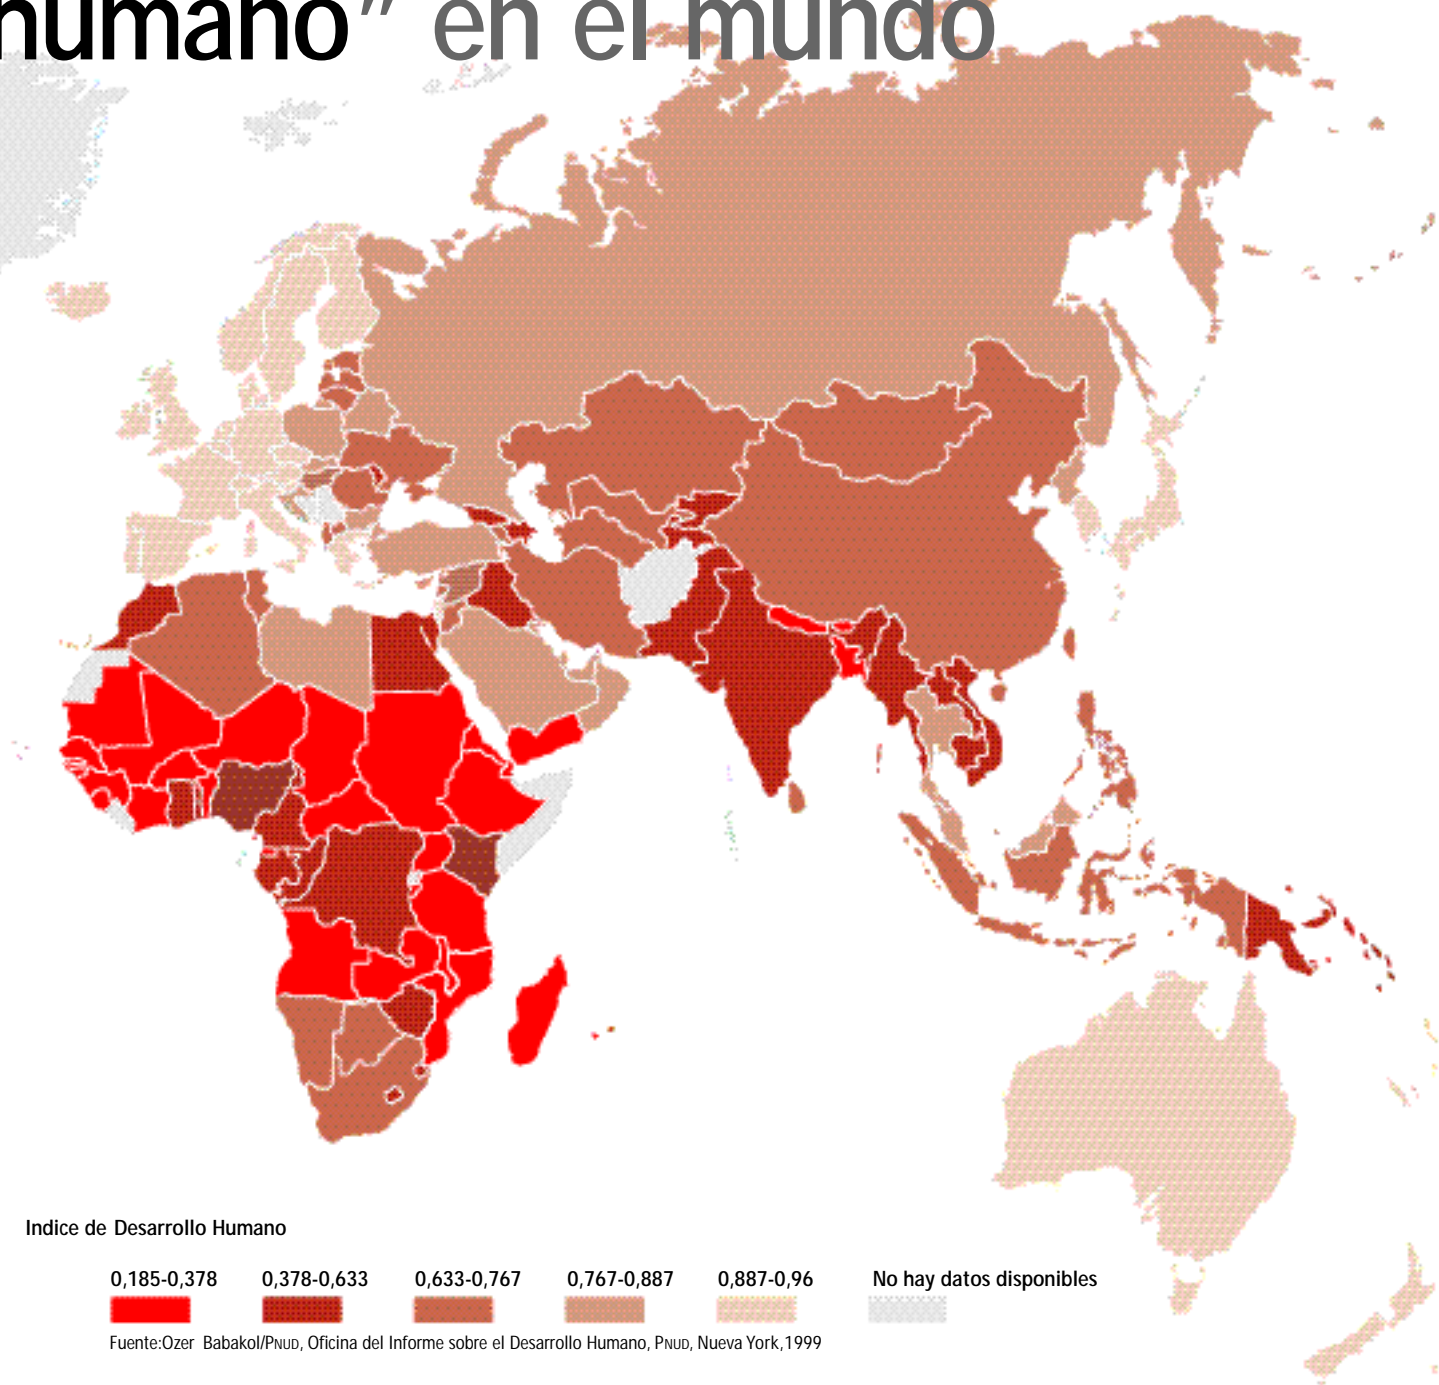 humano” en el mundo
Indice de Desarrollo Humano
0,185-0,378 0,378-0,633 0,633-0,767 0,767-0,887 0,887-0,96 No hay datos disponibles
Fuente:Ozer Babakol/PNUD, Oficina del Informe sobre el Desarrollo Humano, PNUD, Nueva York,1999